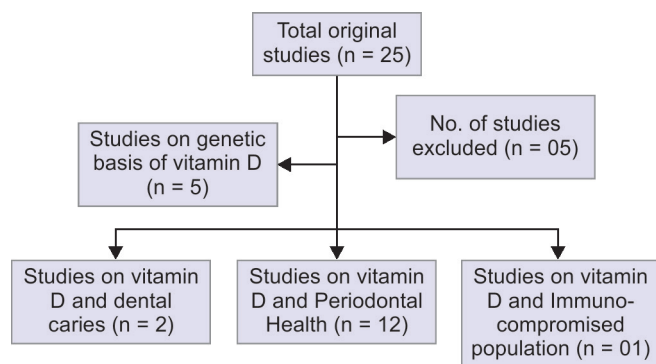 Total original
studies (n = 25)
No. of studies
excluded (n = 05)
Studies on genetic
basis of vitamin D
(n = 5)
Studies on vitamin
D and dental
caries (n = 2)
Studies on vitamin
D and Periodontal
Health (n = 12)
Studies on vitamin
D and Immuno-
compromised
population (n = 01)